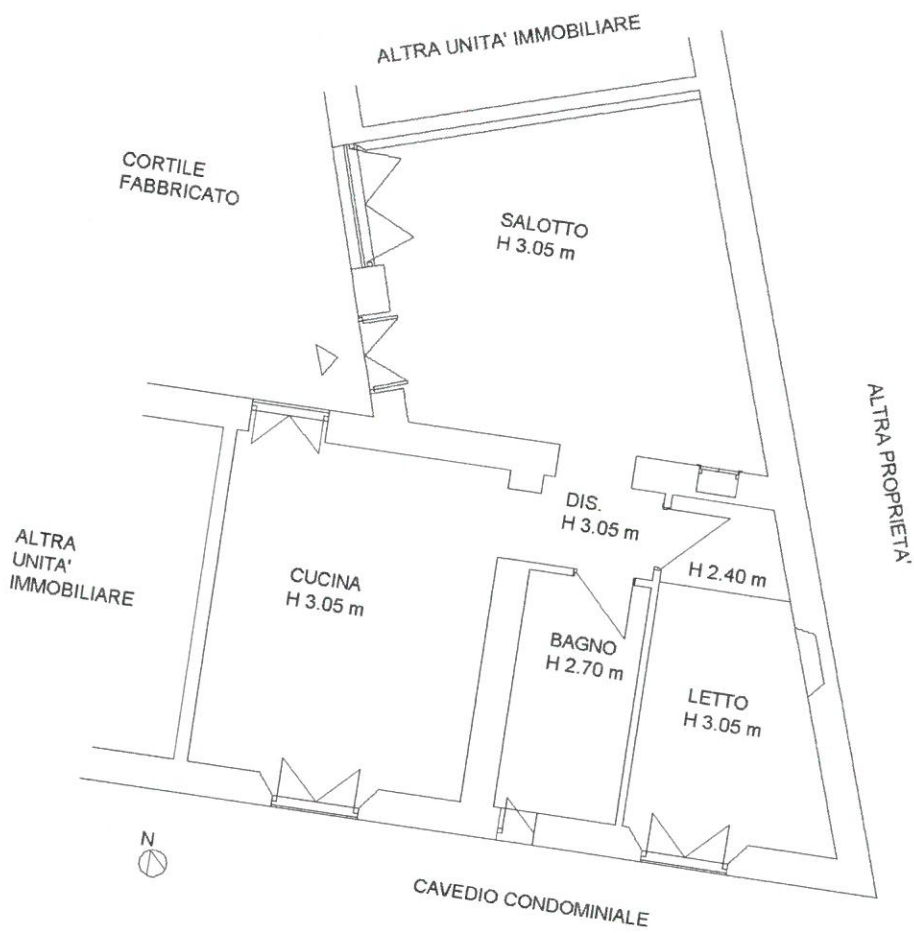 ALTRA UNITA' IMMOBILIARE
CORTILE
FABBRICATO
SALOTTO
H 3.05 m
ALTRA PROPRIETA'
DIS.
H 3.05 m
H 2.40 m
ALTRA
UNITA'
IMMOBILIARE
CUCINA
H 3.05 m
BAGNO
H 2.70 m
LETTO
H 3.05 m
N
CAVEDIO CONDOMINIALE